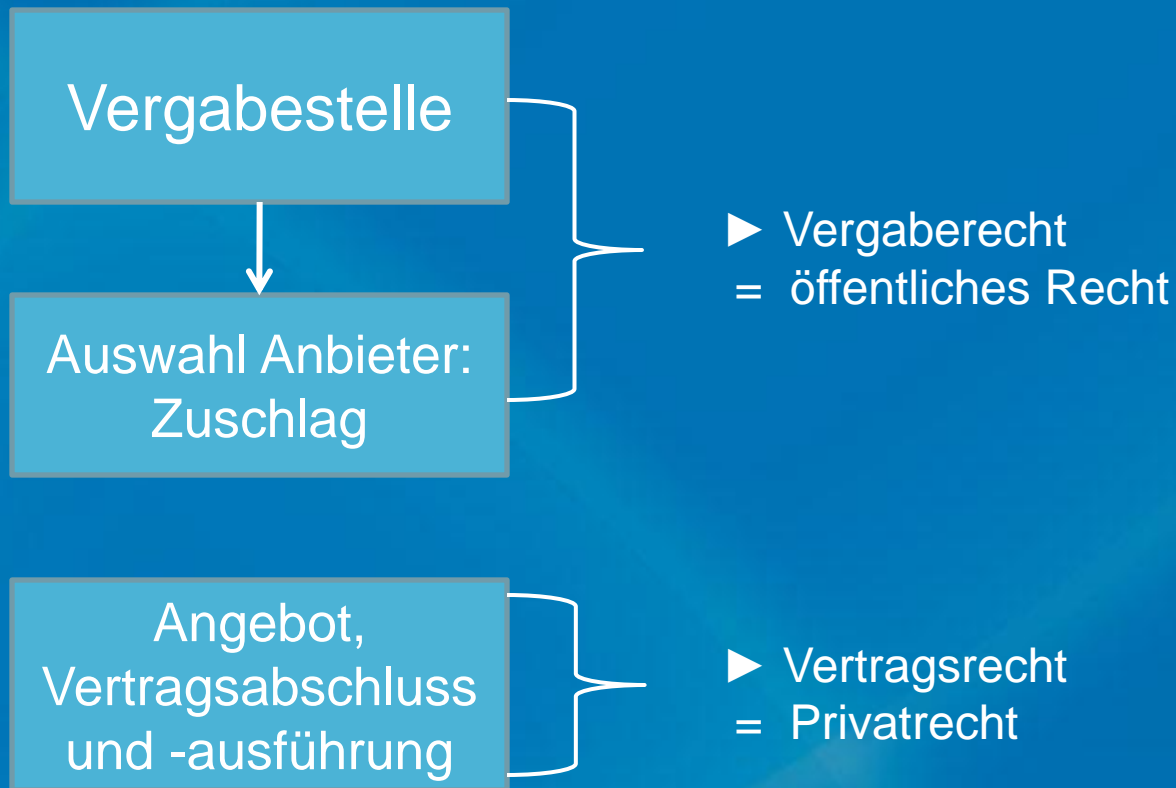 Vergabestelle
► Vergaberecht
= öffentliches Recht
Auswahl Anbieter:
Zuschlag
Angebot,
Vertragsabschluss
und -ausführung
► Vertragsrecht
= Privatrecht